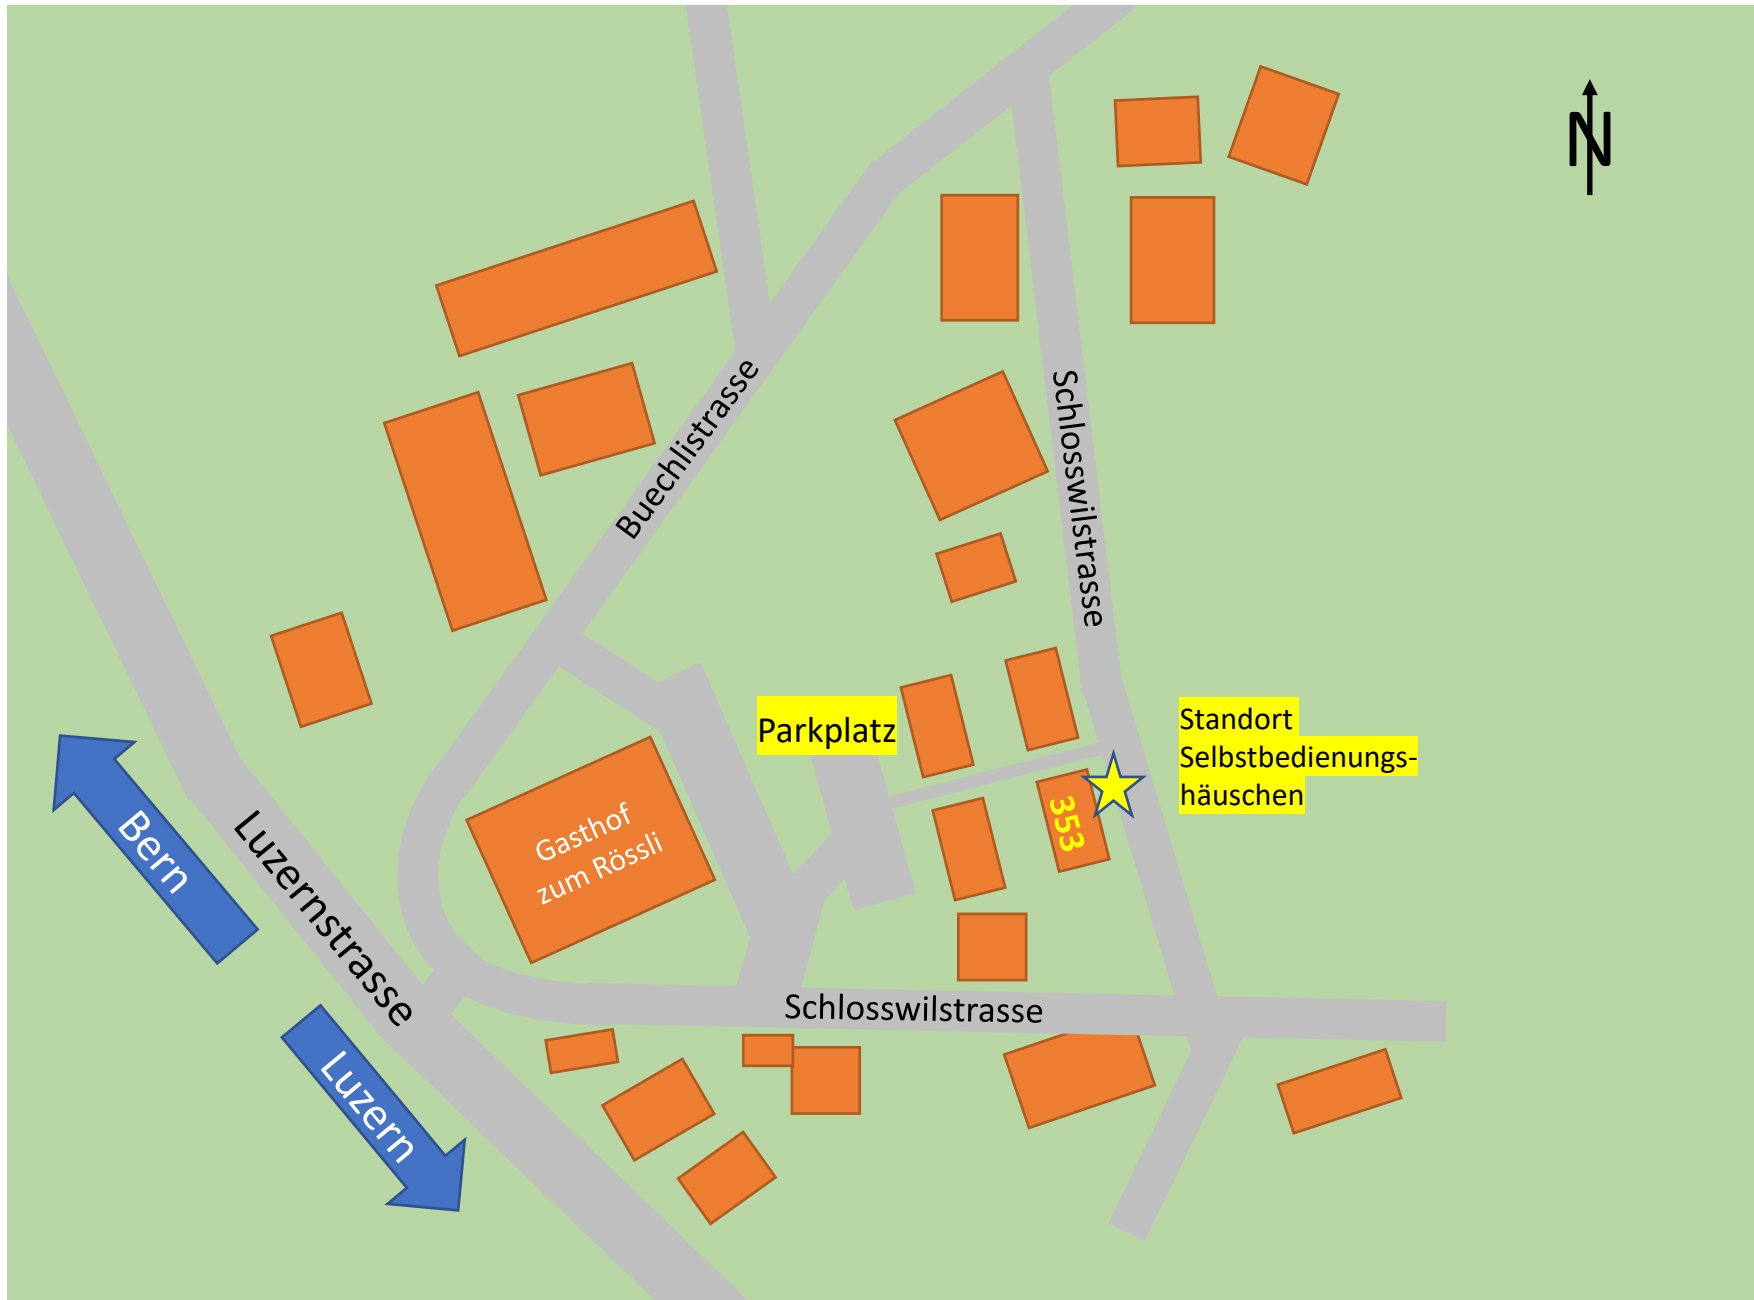 N
Buechlistrasse
Schlosswilstrasse
Parkplatz
Standort
Selbstbedienungs-
häuschen
353
Gasthof
zum Rössli
Bern
Luzernstrasse
Schlosswilstrasse
Luzern